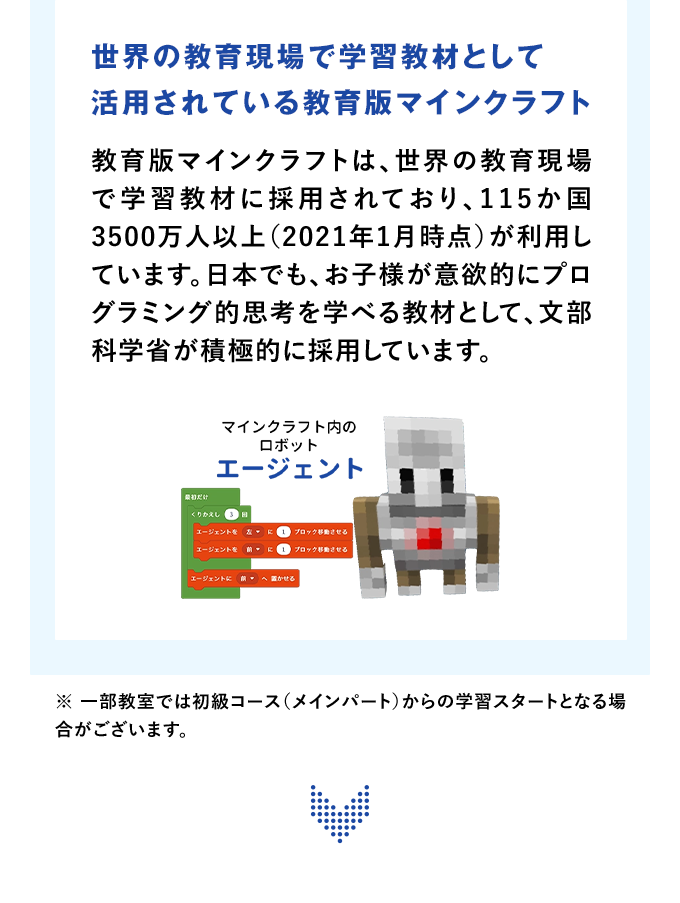 世界の教育現場で学習教材として
活用されている教育版マインクラフト
教育版マインクラフトは、世界の教育現場
で学習教材に採用されており、115か国
3500万人以上（2021年1月時点）が利用し
ています。日本でも、お子様が意欲的にプロ
グラミング的思考を学べる教材として、文部
科学省が積極的に採用しています。
マインクラフト内の
ロボット
エージェント
最初だけ
くりかえし 3 回
エージェントを 左 に 1 ブロック移動させる
エージェントを 前 に 1 ブロック移動させる
エージェントに 前 へ 置かせる
※ 一部教室では初級コース（メインパート）からの学習スタートとなる場
合がございます。